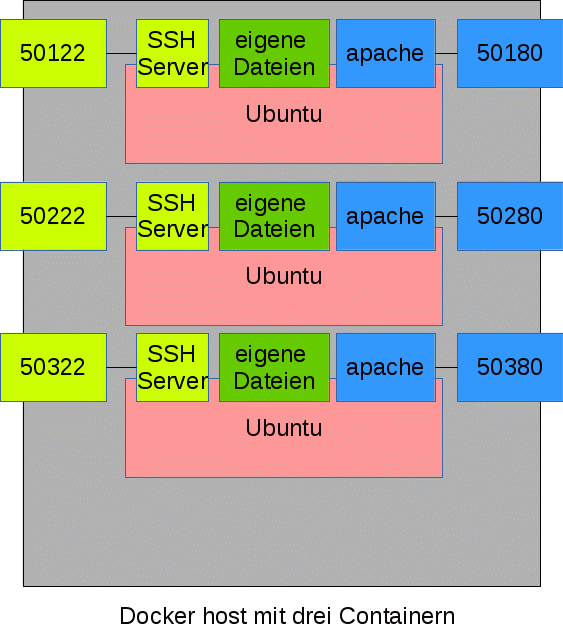 50122
SSH
Server
eigene
Dateien
apache
50180
Ubuntu
50222
SSH
Server
eigene
Dateien
apache
50280
Ubuntu
50322
SSH
Server
eigene
Dateien
apache
50380
Ubuntu
Docker host mit drei Containern